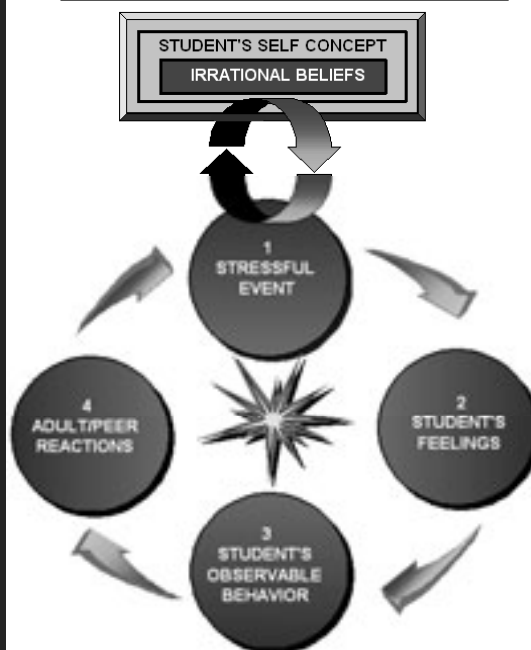 STUDENT'S SELF CONCEPT
IRRATIONAL BELIEFS
1
STRESSFUL
EVENT
2
STUDENT'S
FEELINGS
3
STUDENT'S
OBSERVABLE
BEHAVIOR
4
ADULT/PEER
REACTIONS